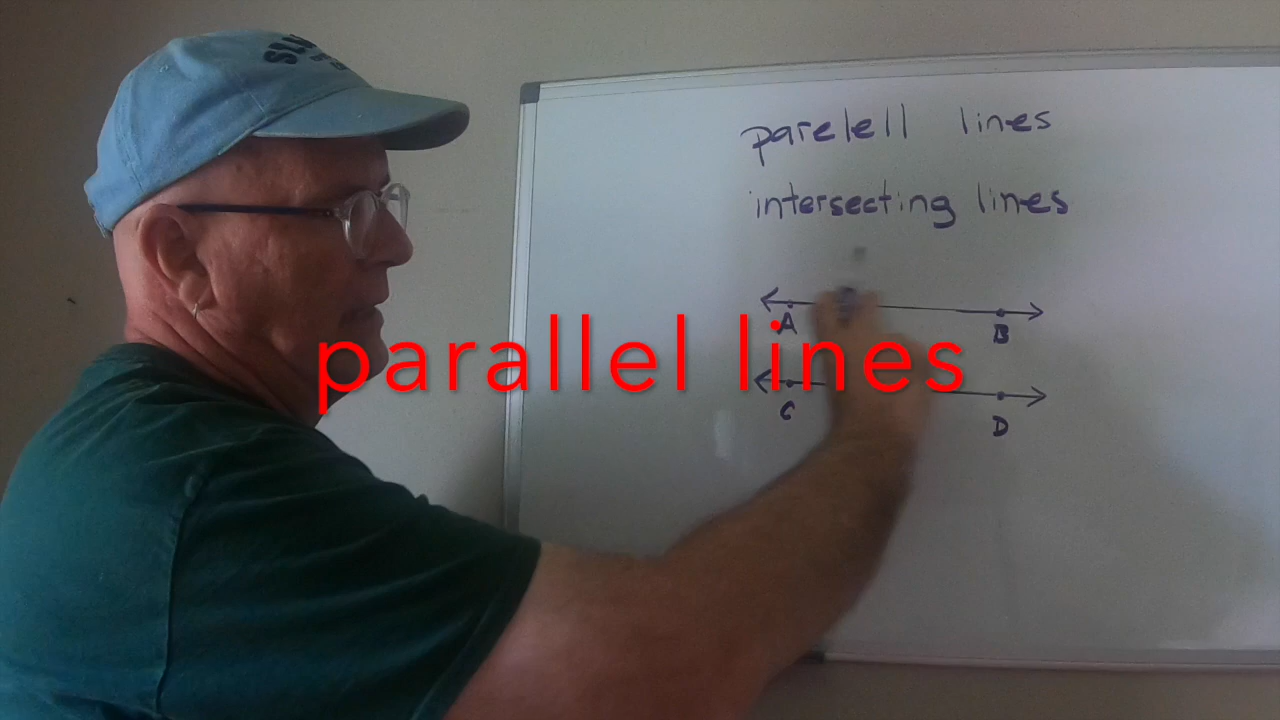 parelell lines
intersecting lines
A
B
parallel lines
C
D